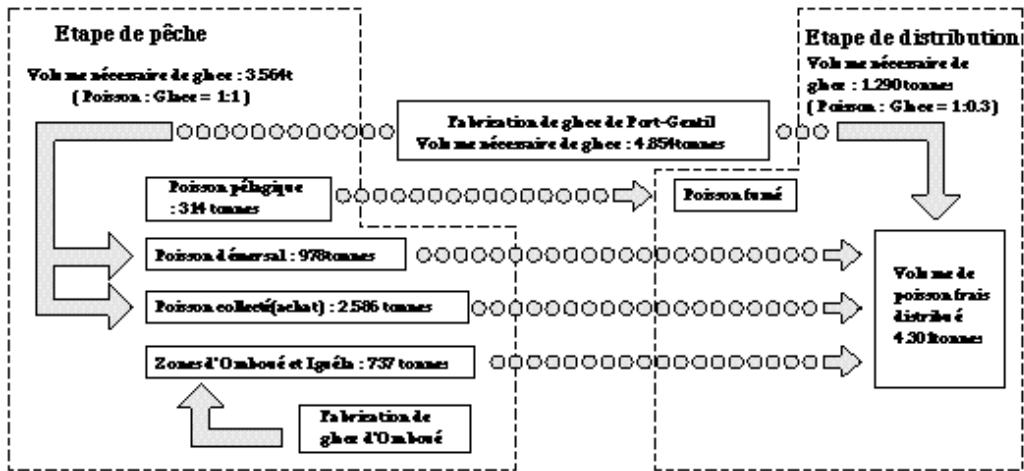 Etape de pêche
Volume nécessaire de glace : 3.564t
( Poisson : Glace = 1:1 )
Etape de distribution
Volume nécessaire de
glace : 1.290 tonnes
( Poisson : Glace = 1:0.3 )
Fabrication de glace de Port-Gentil
Volume nécessaire de glace : 4.854tonnes
Poisson pélagique
: 314 tonnes
Poisson fumé
Poisson démersal : 978tonnes
Poisson collecté(achat) : 2.586 tonnes
Zones d'Omboué et Iguéla : 737 tonnes
Fabrication de
glace d'Omboué
Volume de
poisson frais
distribué
4.301tonnes